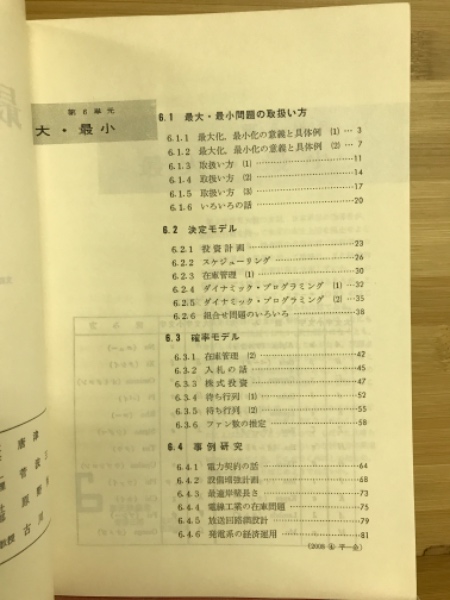 第6単元
大・最小
6.1 最大・最小問題の取扱い方
6.1.1 最大化，最小化の意義と具体例 (1) … 3
6.1.2 最大化，最小化の意義と具体例 (2) … 7
6.1.3 取扱い方 (1) ……11
6.1.4 取扱い方 (2) ……14
6.1.5 取扱い方 (3) ……17
6.1.6 いろいろの話 ……20
6.2 決定モデル
6.2.1 投資計画 ……23
6.2.2 スケジューリング ……26
6.2.3 在庫管理 (1) ……30
6.2.4 ダイナミック・プログラミング (1) …32
6.2.5 ダイナミック・プログラミング (2) …35
6.2.6 組合せ問題のいろいろ ……38
6.3 確率モデル
6.3.1 在庫管理 (2) ……42
6.3.2 入札の話 ……45
6.3.3 株式投資 ……47
6.3.4 待ち行列 (1) ……52
6.3.5 待ち行列 (2) ……55
6.3.6 ファン数の推定 ……58
6.4 事例研究
6.4.1 電力契約の話 ……64
6.4.2 設備増強計画 ……68
6.4.3 最適岸壁長さ ……73
6.4.4 電線工業の在庫問題 ……75
6.4.5 放送回路網設計 ……79
6.4.6 発電系の経済運用 ……81
唐津
古川